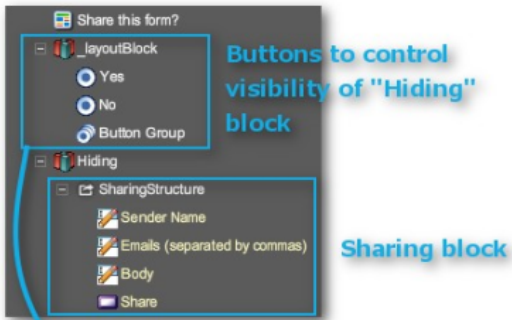 Share this form?
_layoutBlock
Yes
No
Button Group
Buttons to control
visibility of "Hiding"
block
Hiding
SharingStructure
Sender Name
Emails (separated by commas)
Body
Share
Sharing block